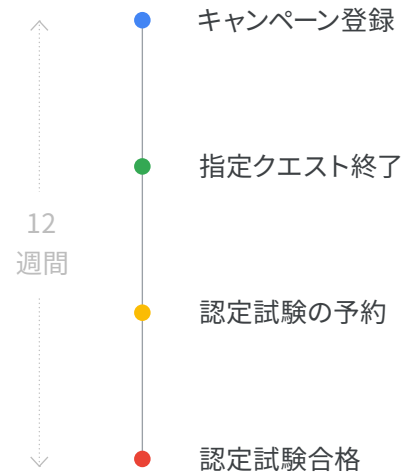 キャンペーン登録
指定クエスト終了
12
週間
認定試験の予約
認定試験合格